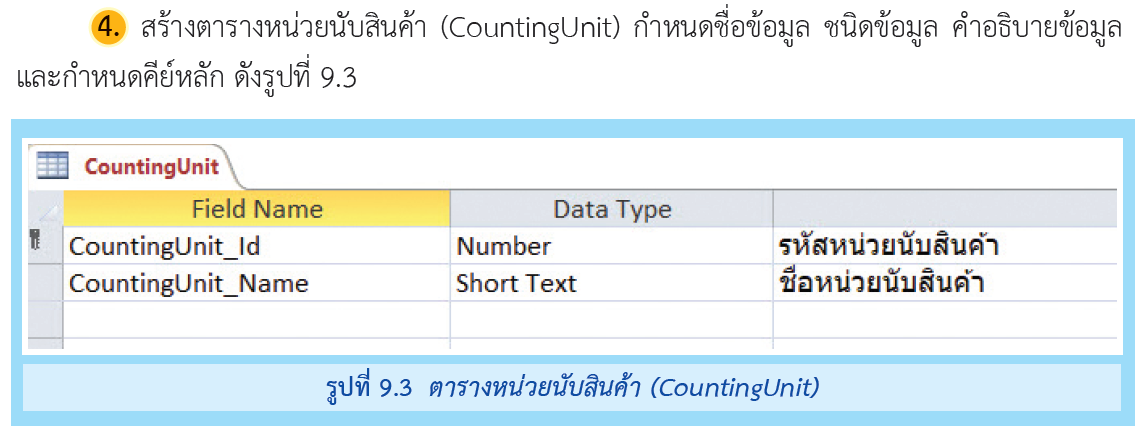 4. สร้างตารางหน่วยนับสินค้า (CountingUnit) กำหนดชื่อข้อมูล ชนิดข้อมูล คำอธิบายข้อมูล
และกำหนดคีย์หลัก ดังรูปที่ 9.3
CountingUnit
Field Name Data Type
CountingUnit_Id Number รหัสหน่วยนับสินค้า
CountingUnit_Name Short Text ชื่อหน่วยนับสินค้า
รูปที่ 9.3 ตารางหน่วยนับสินค้า (CountingUnit)